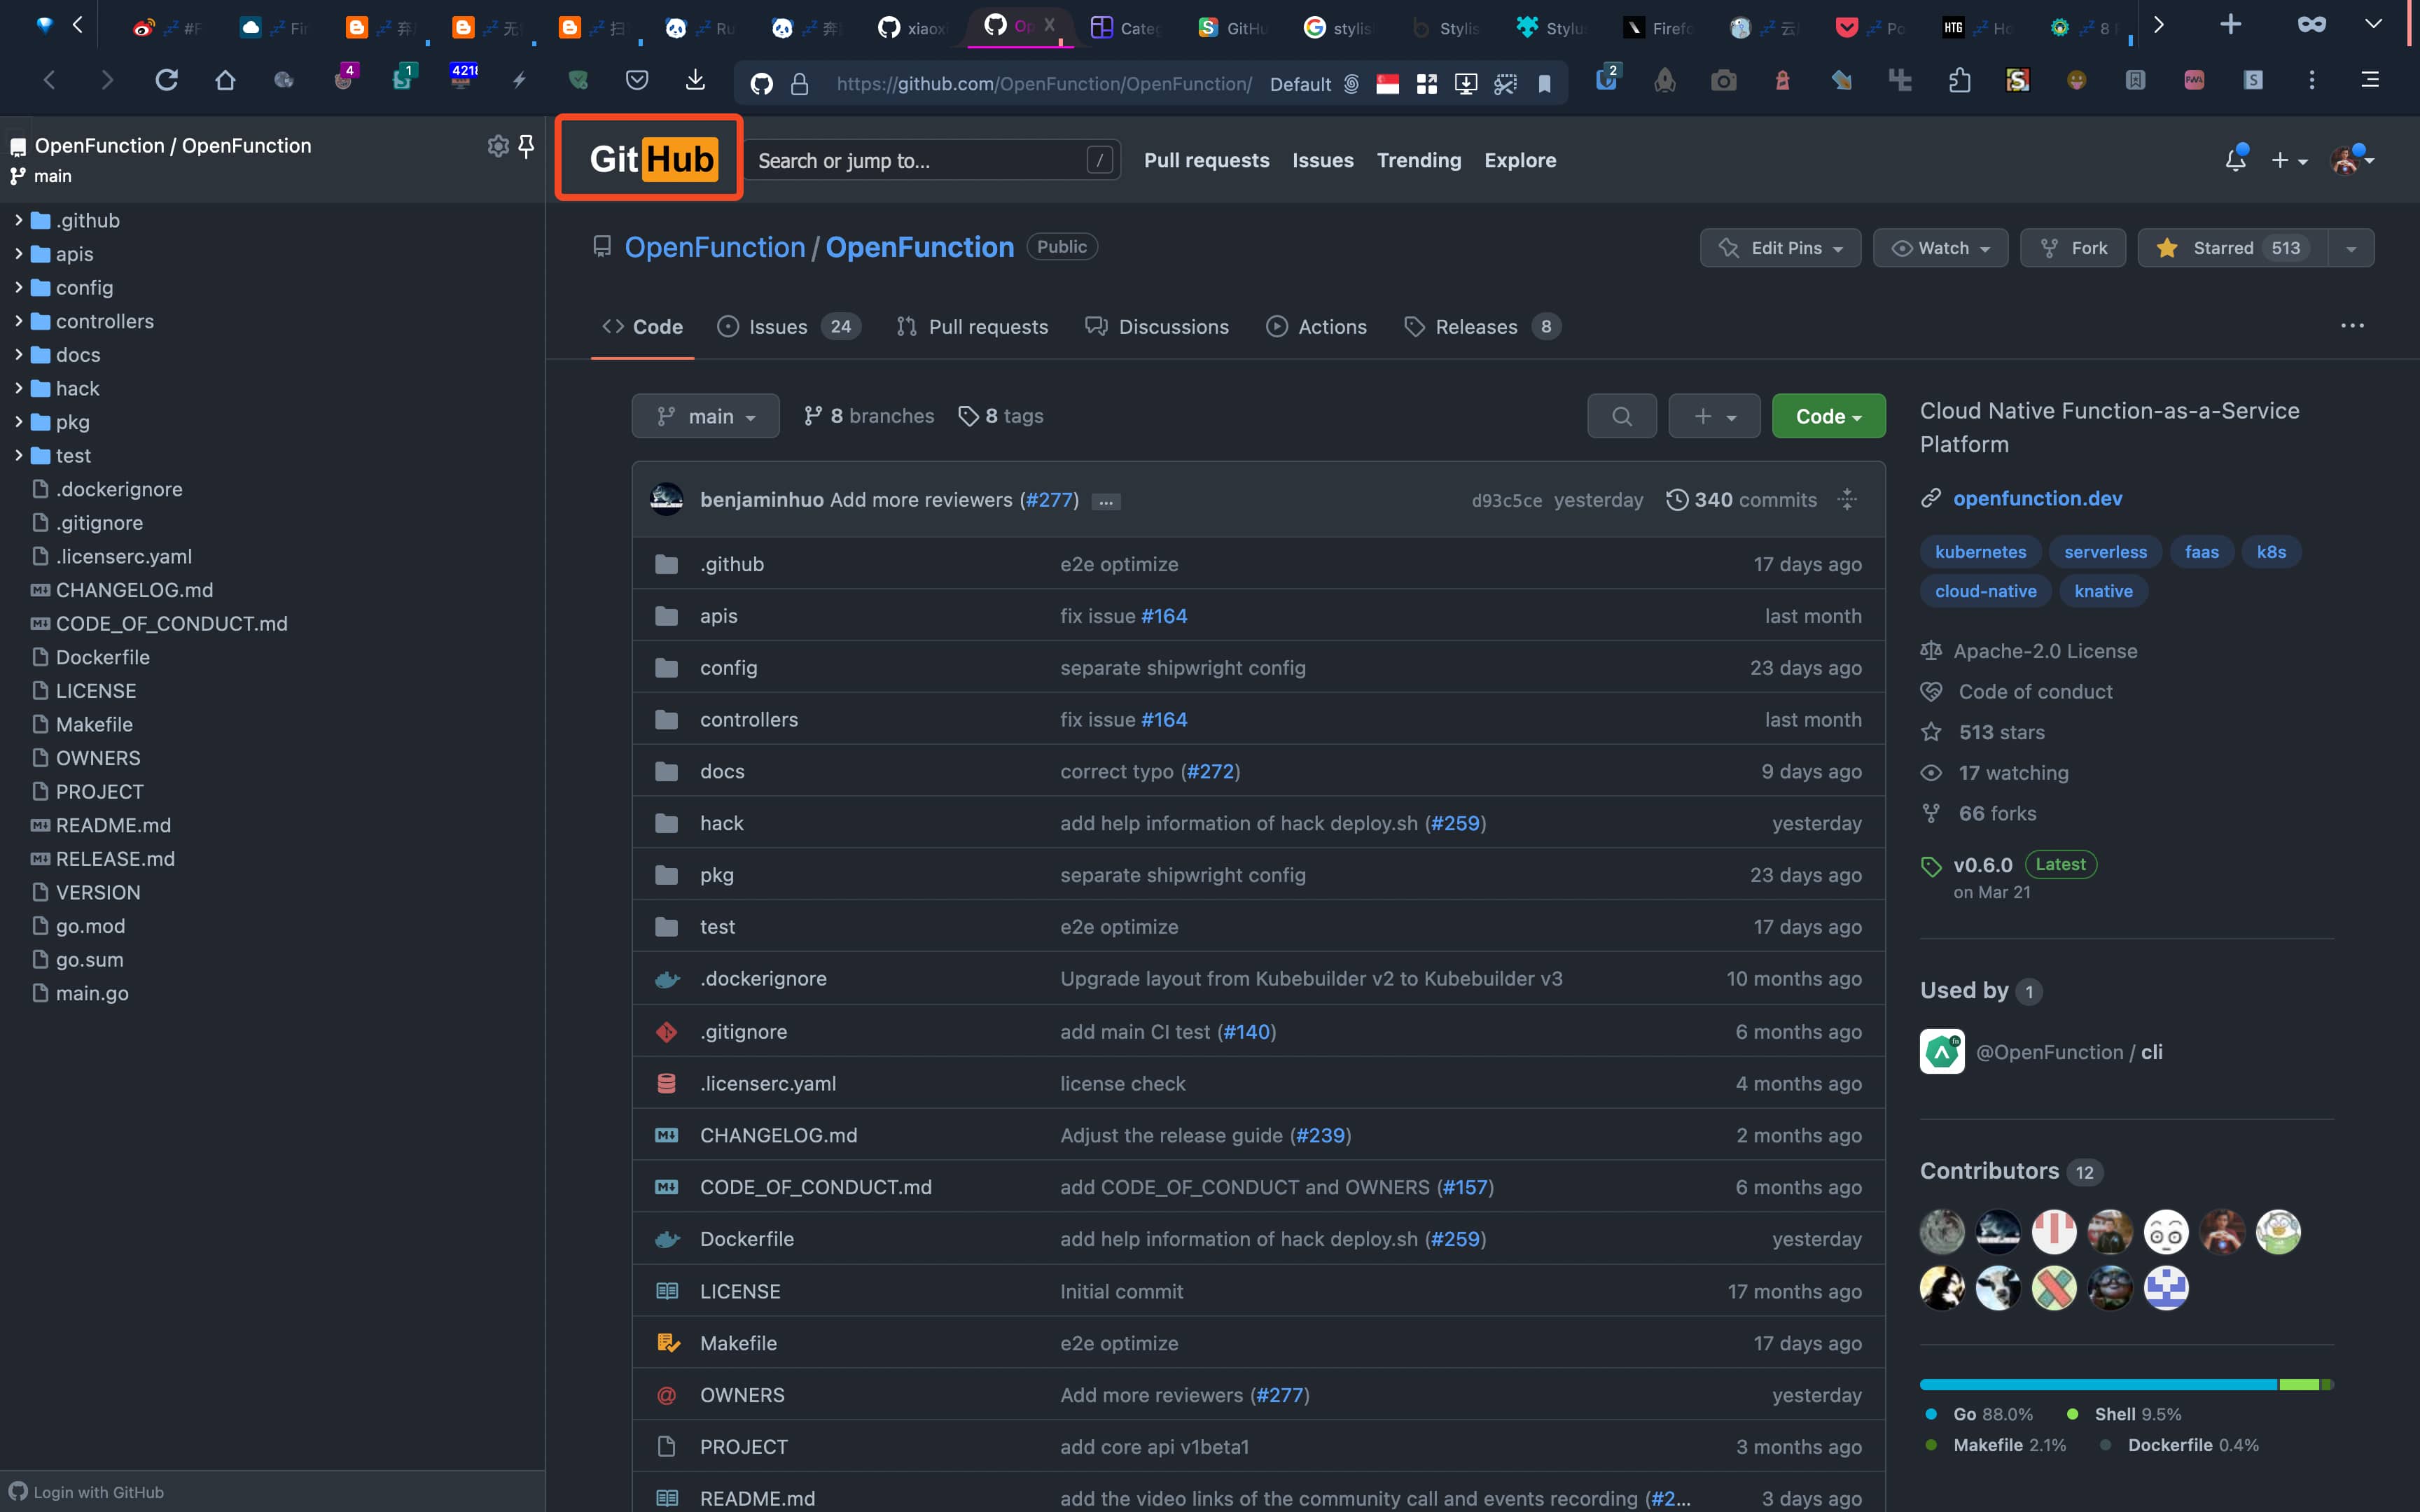 #F
Fir
弃
无
扫
Ru
奔
xiaox
Op X
Cate
GitHu
stylis
Stylis
Stylu
Firefo
云
Po
HTG Ho
8
4
1
4218
https://github.com/OpenFunction/OpenFunction/ Default
2
OpenFunction / OpenFunction
main
.github
apis
config
controllers
docs
hack
pkg
test
.dockerignore
.gitignore
.licenserc.yaml
CHANGELOG.md
CODE_OF_CONDUCT.md
Dockerfile
LICENSE
Makefile
OWNERS
PROJECT
README.md
RELEASE.md
VERSION
go.mod
go.sum
main.go
Login with GitHub
GitHub
Search or jump to... /
Pull requests Issues Trending Explore
OpenFunction / OpenFunction Public
Edit Pins Watch Fork Starred 513
Code Issues 24 Pull requests Discussions Actions Releases 8 ...
main 8 branches 8 tags
+ Code
benjaminhuo Add more reviewers (#277) ... d93c5ce yesterday 340 commits
.github e2e optimize 17 days ago
apis fix issue #164 last month
config separate shipwright config 23 days ago
controllers fix issue #164 last month
docs correct typo (#272) 9 days ago
hack add help information of hack deploy.sh (#259) yesterday
pkg separate shipwright config 23 days ago
test e2e optimize 17 days ago
.dockerignore Upgrade layout from Kubebuilder v2 to Kubebuilder v3 10 months ago
.gitignore add main CI test (#140) 6 months ago
.licenserc.yaml license check 4 months ago
CHANGELOG.md Adjust the release guide (#239) 2 months ago
CODE_OF_CONDUCT.md add CODE_OF_CONDUCT and OWNERS (#157) 6 months ago
Dockerfile add help information of hack deploy.sh (#259) yesterday
LICENSE Initial commit 17 months ago
Makefile e2e optimize 17 days ago
OWNERS Add more reviewers (#277) yesterday
PROJECT add core api v1beta1 3 months ago
README.md add the video links of the community call and events recording (#2... 3 days ago
Cloud Native Function-as-a-Service
Platform
openfunction.dev
kubernetes serverless faas k8s
cloud-native knative
Apache-2.0 License
Code of conduct
513 stars
17 watching
66 forks
v0.6.0 Latest
on Mar 21
Used by 1
@OpenFunction / cli
Contributors 12
Go 88.0% Shell 9.5%
Makefile 2.1% Dockerfile 0.4%